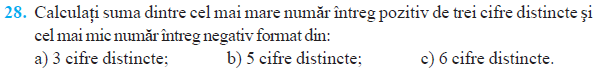 28. Calculați suma dintre cel mai mare număr întreg pozitiv de trei cifre distincte și
cel mai mic număr întreg negativ format din:
a) 3 cifre distincte; b) 5 cifre distincte; c) 6 cifre distincte.